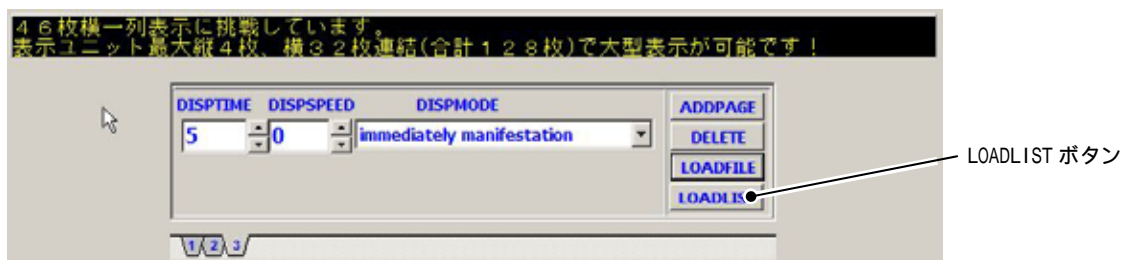 46枚横一列表示に挑戦しています。
表示ユニット最大縦4枚、横32枚連結(合計128枚)で大型表示が可能です!
DISPTIME DISPSPEED DISPMODE
5 0 immediately manifestation
ADDPAGE
DELETE
LOADFILE
LOADLIS
LOADLIST ボタン
1 2 3